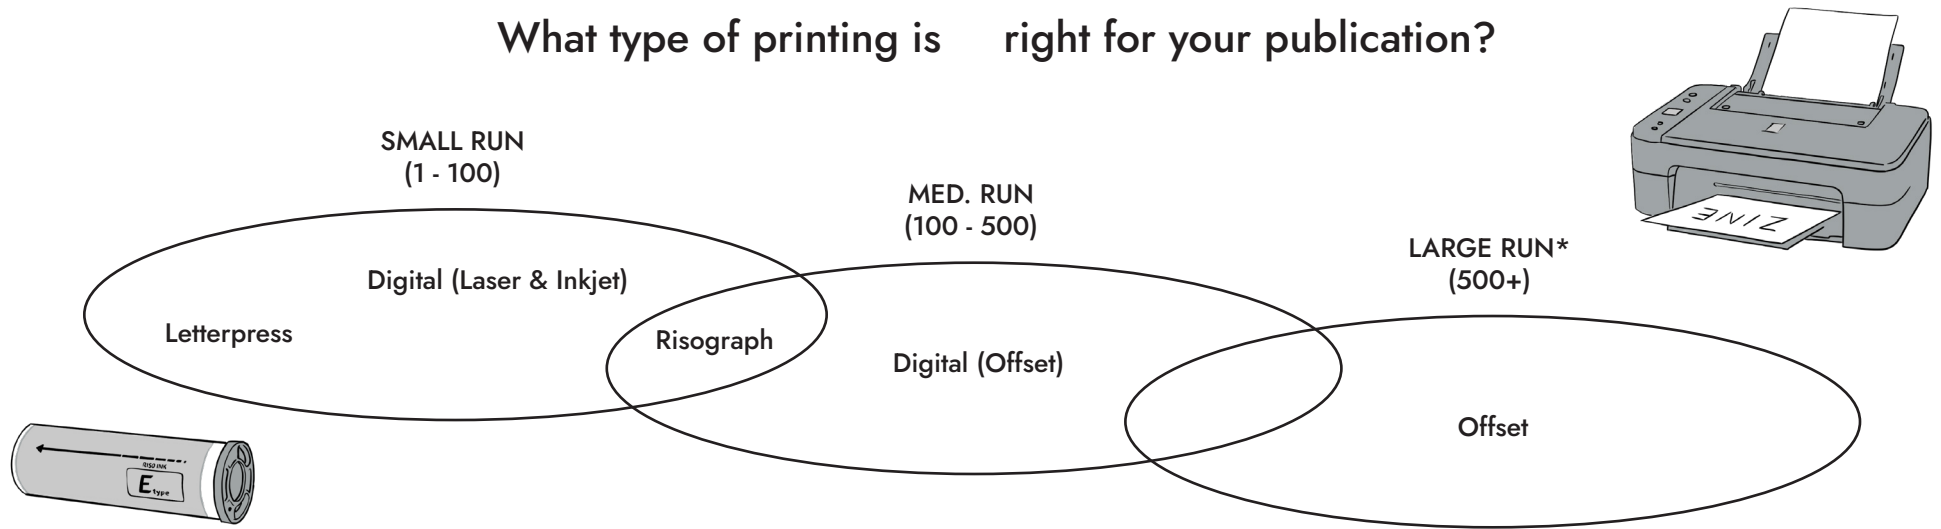 What type of printing is right for your publication?
SMALL RUN
(1 - 100)
MED. RUN
(100 - 500)
LARGE RUN*
(500+)
Digital (Laser & Inkjet)
Letterpress
Risograph
Digital (Offset)
Offset
ZINE
RISO INK
E type